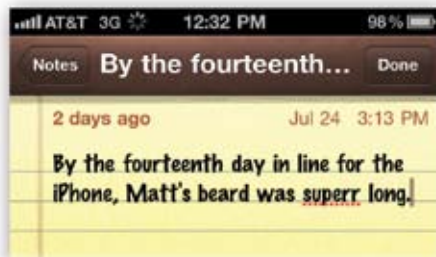 AT&T 3G 12:32 PM 98%
Notes By the fourteenth... Done
2 days ago Jul 24 3:13 PM
By the fourteenth day in line for the
iPhone, Matt's beard was superr long.